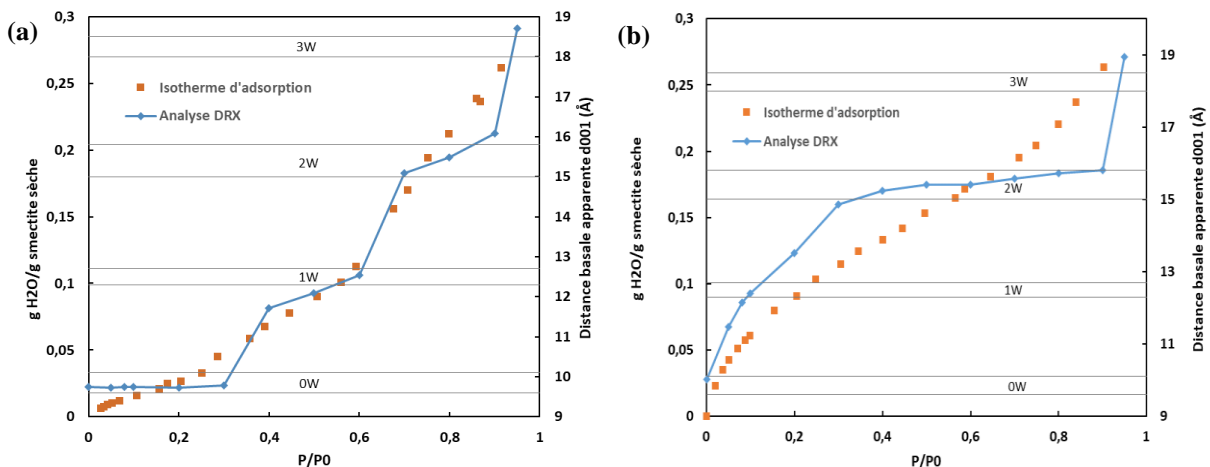 (a)
g H2O/g smectite sèche
0,3
0,25
0,2
0,15
0,1
0,05
0
3W
Isotherme d'adsorption
Analyse DRX
2W
1W
0W
19
18
17
16
15
14
13
12
11
10
9
Distance basale apparente d001 (Å)
0
0,2
0,4
0,6
0,8
1
P/P0
(b)
g H2O/g smectite sèche
0,3
0,25
0,2
0,15
0,1
0,05
0
3W
Isotherme d'adsorption
Analyse DRX
2W
1W
0W
19
17
15
13
11
9
Distance basale apparente d001 (Å)
0
0,2
0,4
0,6
0,8
1
P/P0